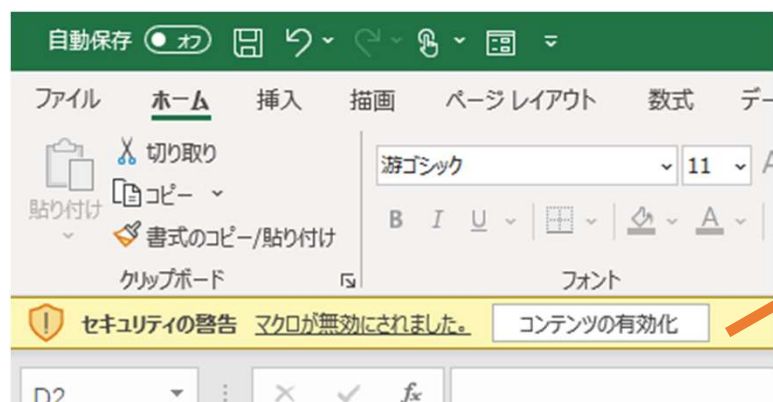 自動保存 オフ
ファイル ホーム 挿入 描画 ページ レイアウト 数式 デー
切り取り
游ゴシック 11 A
コピー
貼り付け
B I U A
書式のコピー/貼り付け
クリップボード フォント
セキュリティの警告 マクロが無効にされました。 コンテンツの有効化
D2 fx